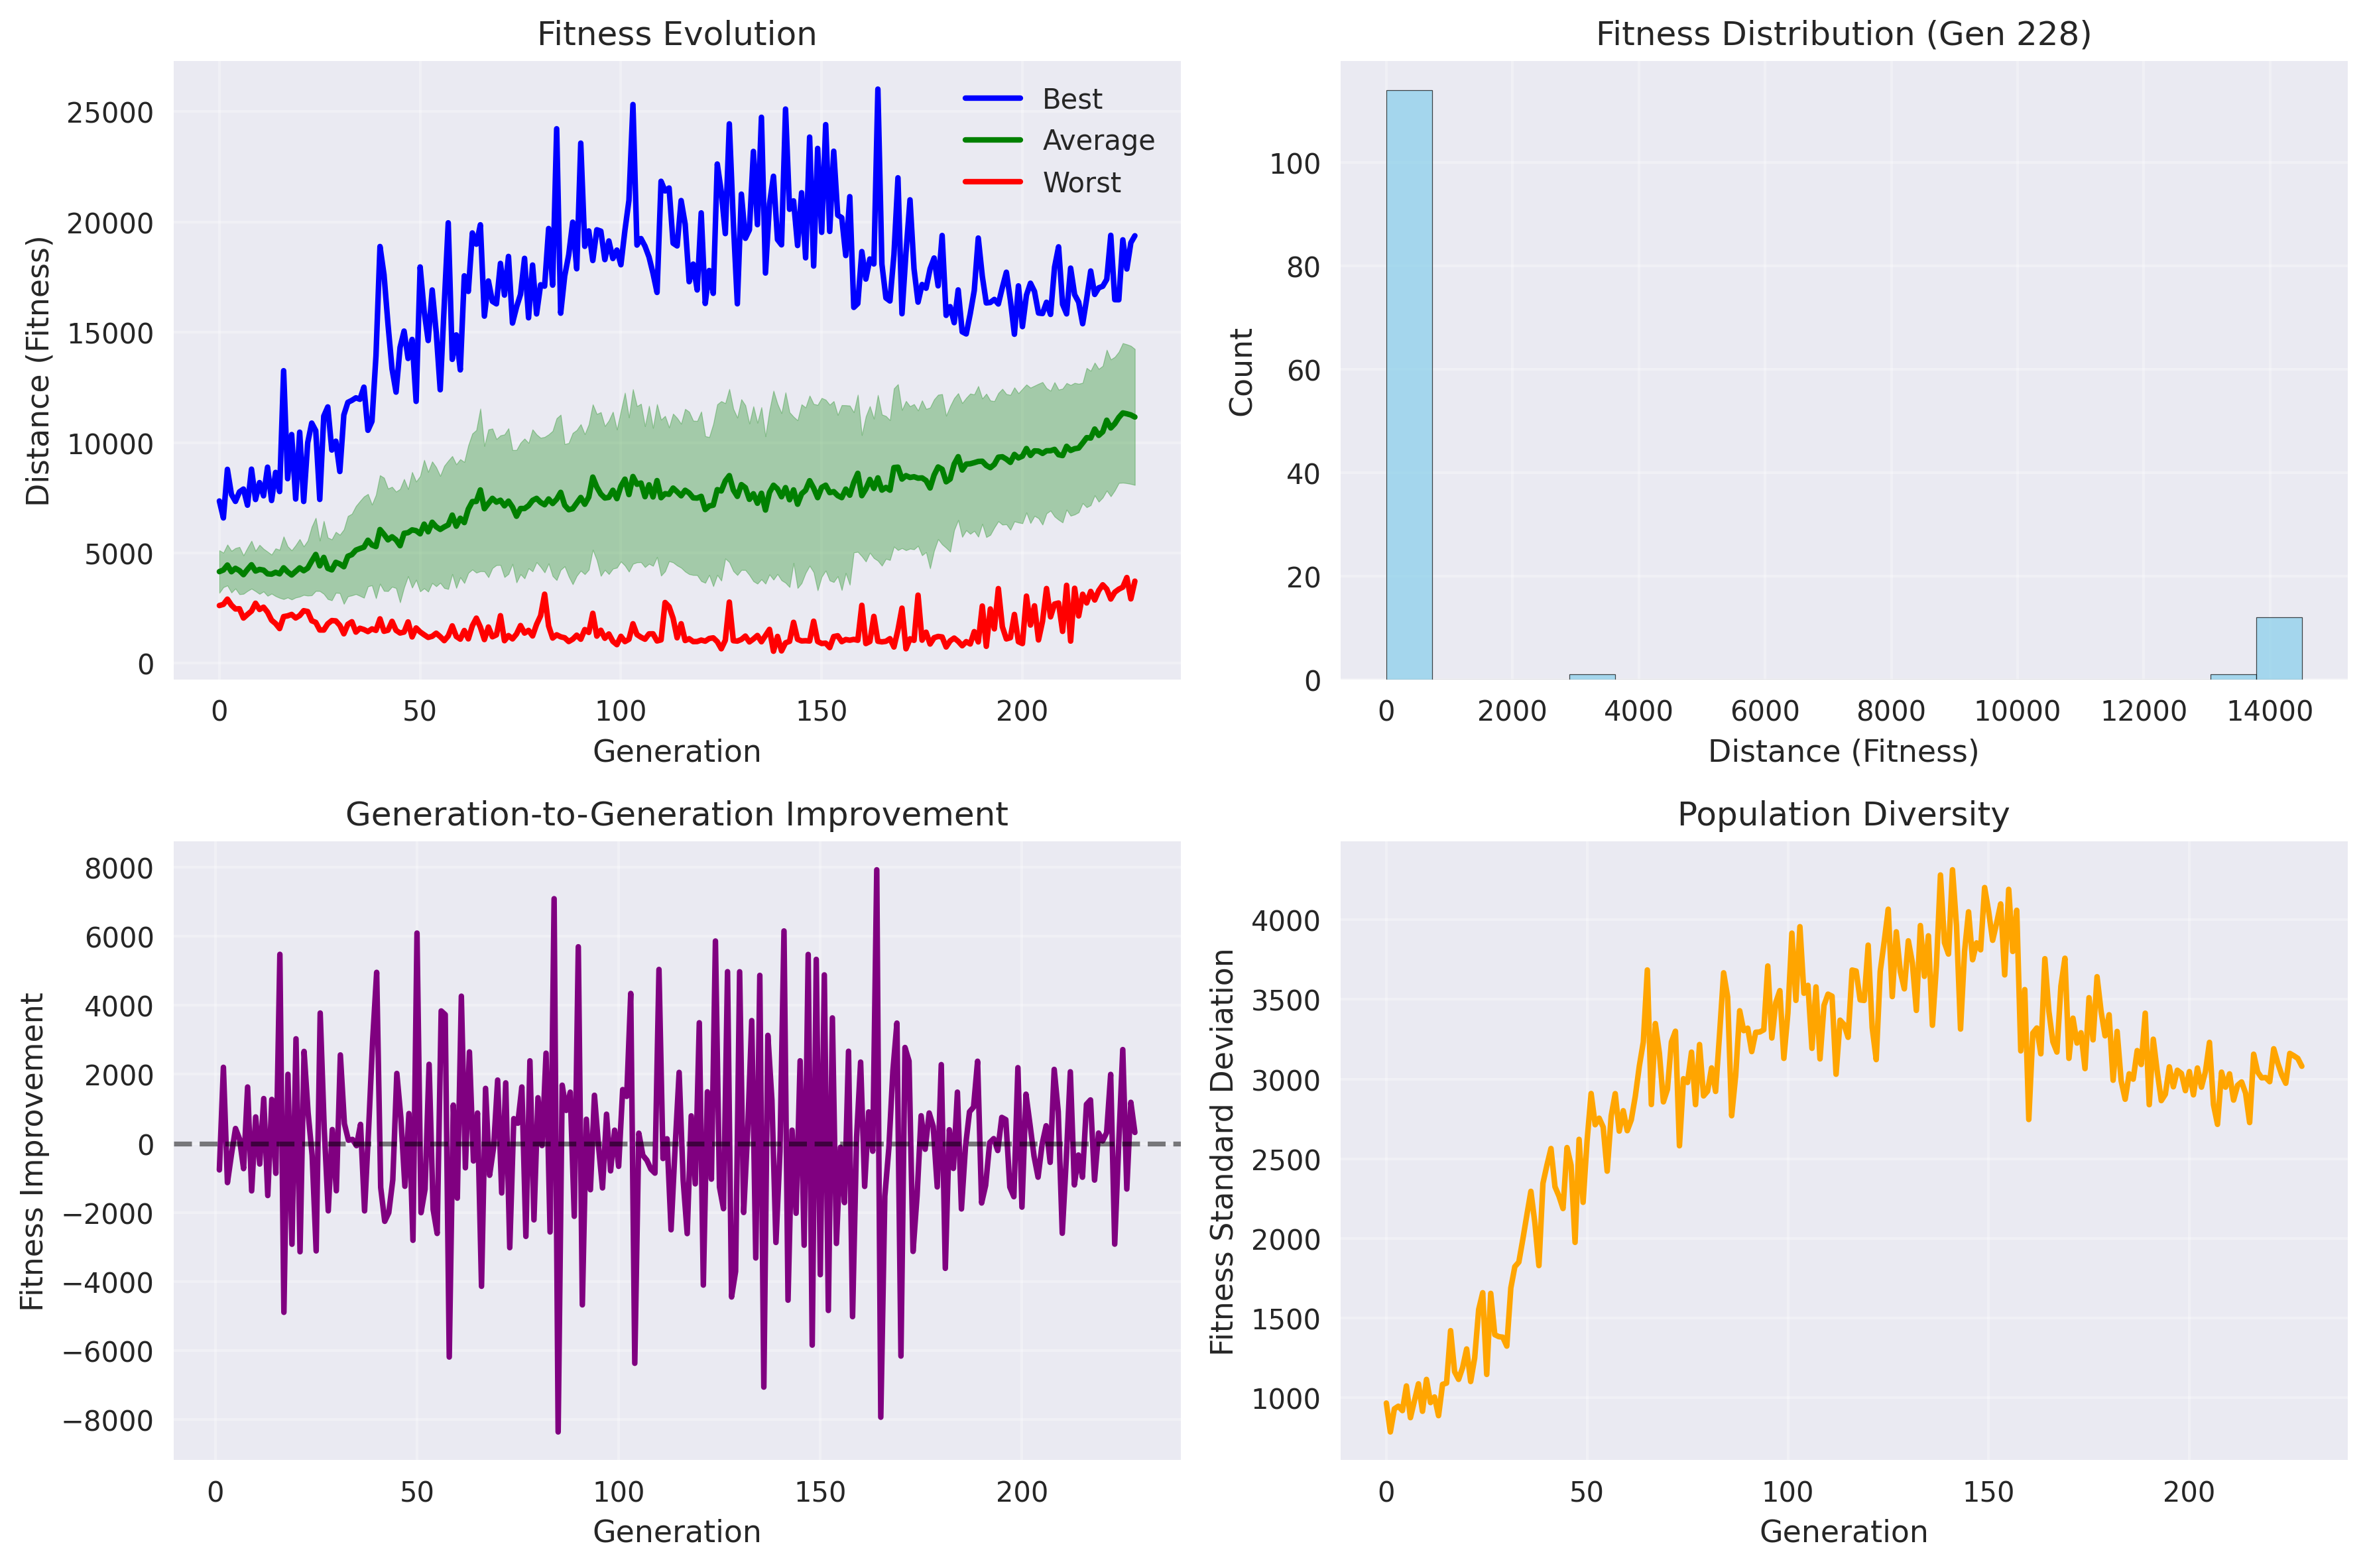 Fitness Evolution
Distance (Fitness)
25000
20000
15000
10000
5000
0
Best
Average
Worst
0 50 100 150 200
Generation
Fitness Distribution (Gen 228)
Count
100
80
60
40
20
0
0 2000 4000 6000 8000 10000 12000 14000
Distance (Fitness)
Generation-to-Generation Improvement
Fitness Improvement
8000
6000
4000
2000
0
−2000
−4000
−6000
−8000
0 50 100 150 200
Generation
Population Diversity
Fitness Standard Deviation
4000
3500
3000
2500
2000
1500
1000
0 50 100 150 200
Generation